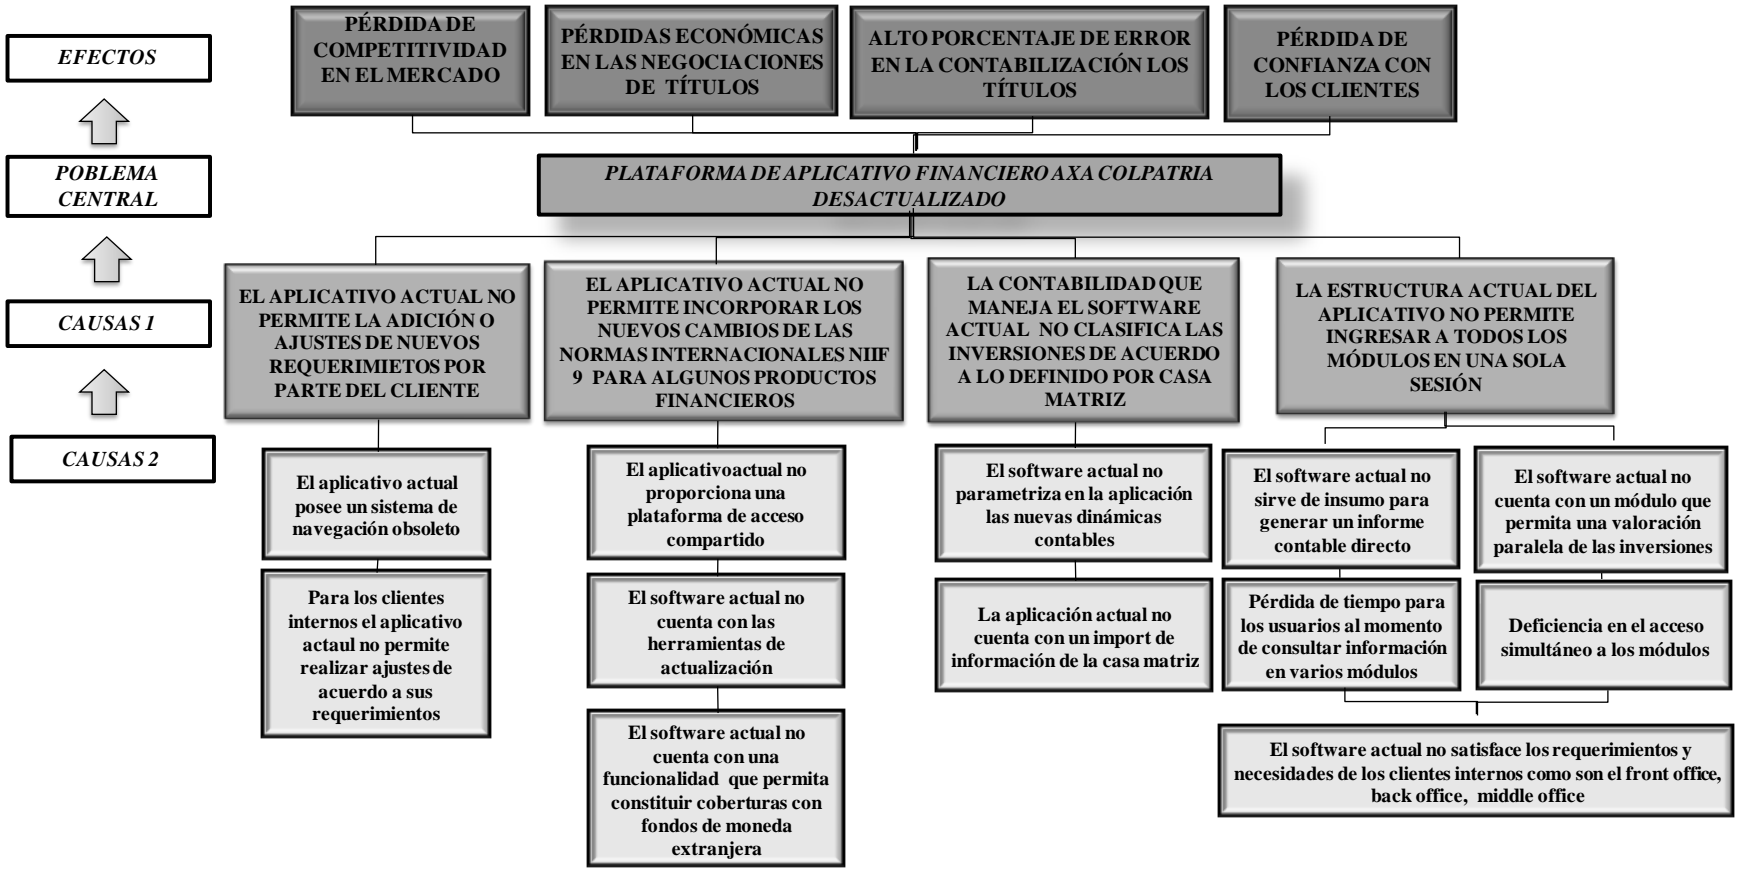 EFECTOS
PÉRDIDA DE
COMPETITIVIDAD
EN EL MERCADO
PÉRDIDAS ECONÓMICAS
EN LAS NEGOCIACIONES
DE TÍTULOS
ALTO PORCENTAJE DE ERROR
EN LA CONTABILIZACIÓN LOS
TÍTULOS
PÉRDIDA DE
CONFIANZA CON
LOS CLIENTES
POBLEMA
CENTRAL
PLATAFORMA DE APLICATIVO FINANCIERO AXA COLPATRIA
DESACTUALIZADO
CAUSAS 1
EL APLICATIVO ACTUAL NO
PERMITE LA ADICIÓN O
AJUSTES DE NUEVOS
REQUERIMIETOS POR
PARTE DEL CLIENTE
EL APLICATIVO ACTUAL NO
PERMITE INCORPORAR LOS
NUEVOS CAMBIOS DE LAS
NORMAS INTERNACIONALES NIIF
9 PARA ALGUNOS PRODUCTOS
FINANCIEROS
LA CONTABILIDAD QUE
MANEJA EL SOFTWARE
ACTUAL NO CLASIFICA LAS
INVERSIONES DE ACUERDO
A LO DEFINIDO POR CASA
MATRIZ
LA ESTRUCTURA ACTUAL DEL
APLICATIVO NO PERMITE
INGRESAR A TODOS LOS
MÓDULOS EN UNA SOLA
SESIÓN
CAUSAS 2
El aplicativo actual
posee un sistema de
navegación obsoleto
El aplicativo actual no
proporciona una
plataforma de acceso
compartido
El software actual no
parametriza en la aplicación
las nuevas dinámicas
contables
El software actual no
sirve de insumo para
generar un informe
contable directo
El software actual no
cuenta con un módulo que
permita una valoración
paralela de las inversiones
Para los clientes
internos el aplicativo
actaul no permite
realizar ajustes de
acuerdo a sus
requerimientos
El software actual no
cuenta con las
herramientas de
actualización
La aplicación actual no
cuenta con un import de
información de la casa matriz
Pérdida de tiempo para
los usuarios al momento
de consultar información
en varios módulos
Deficiencia en el acceso
simultáneo a los módulos
El software actual no
cuenta con una
funcionalidad que permita
constituir coberturas con
fondos de moneda
extranjera
El software actual no satisface los requerimientos y
necesidades de los clientes internos como son el front office,
back office, middle office